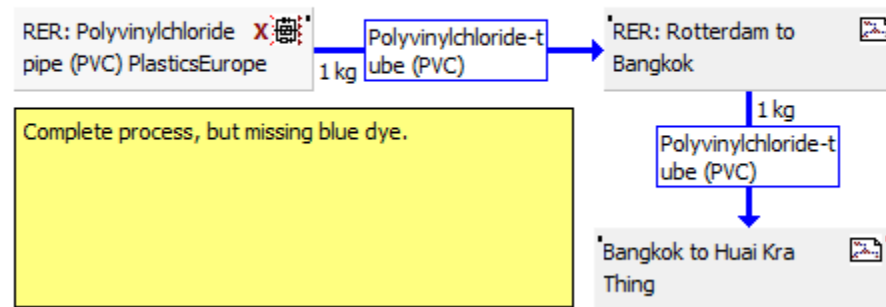 RER: Polyvinylchloride X
pipe (PVC) PlasticsEurope
1 kg
Polyvinylchloride-t
ube (PVC)
RER: Rotterdam to
Bangkok
Complete process, but missing blue dye.
1 kg
Polyvinylchloride-t
ube (PVC)
Bangkok to Huai Kra
Thing